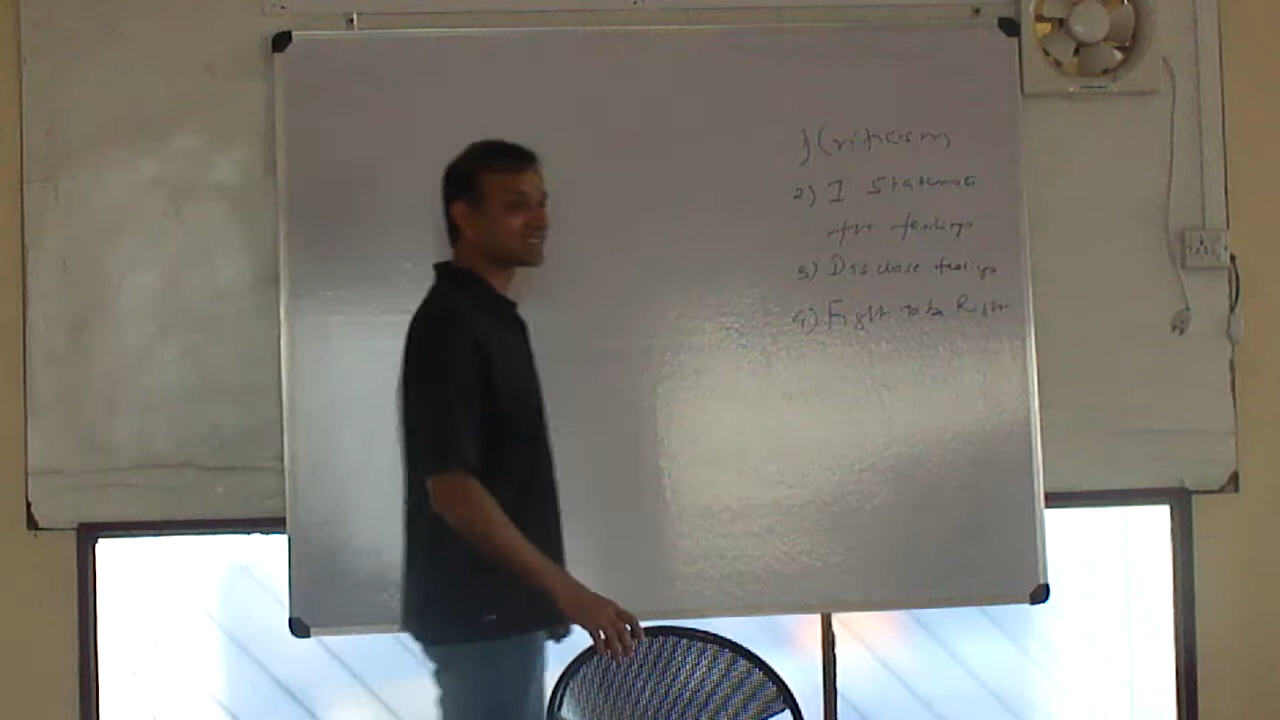 1) Criticism
2) I Statements
for feelings
3) Disclose feelings
4) Fight to be Right